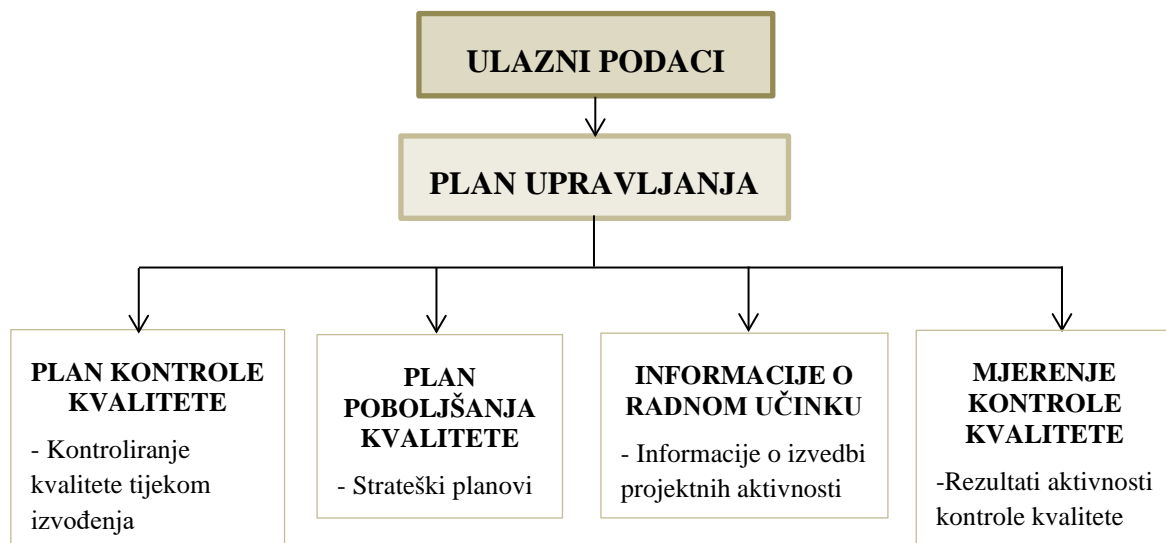 ULAZNI PODACI
PLAN UPRAVLJANJA
PLAN KONTROLE
KVALITETE
- Kontroliranje
kvalitete tijekom
izvođenja
PLAN
POBOLJŠANJA
KVALITETE
- Strateški planovi
INFORMACIJE O
RADNOM UČINKU
- Informacije o izvedbi
projektnih aktivnosti
MJERENJE
KONTROLE
KVALITETE
-Rezultati aktivnosti
kontrole kvalitete